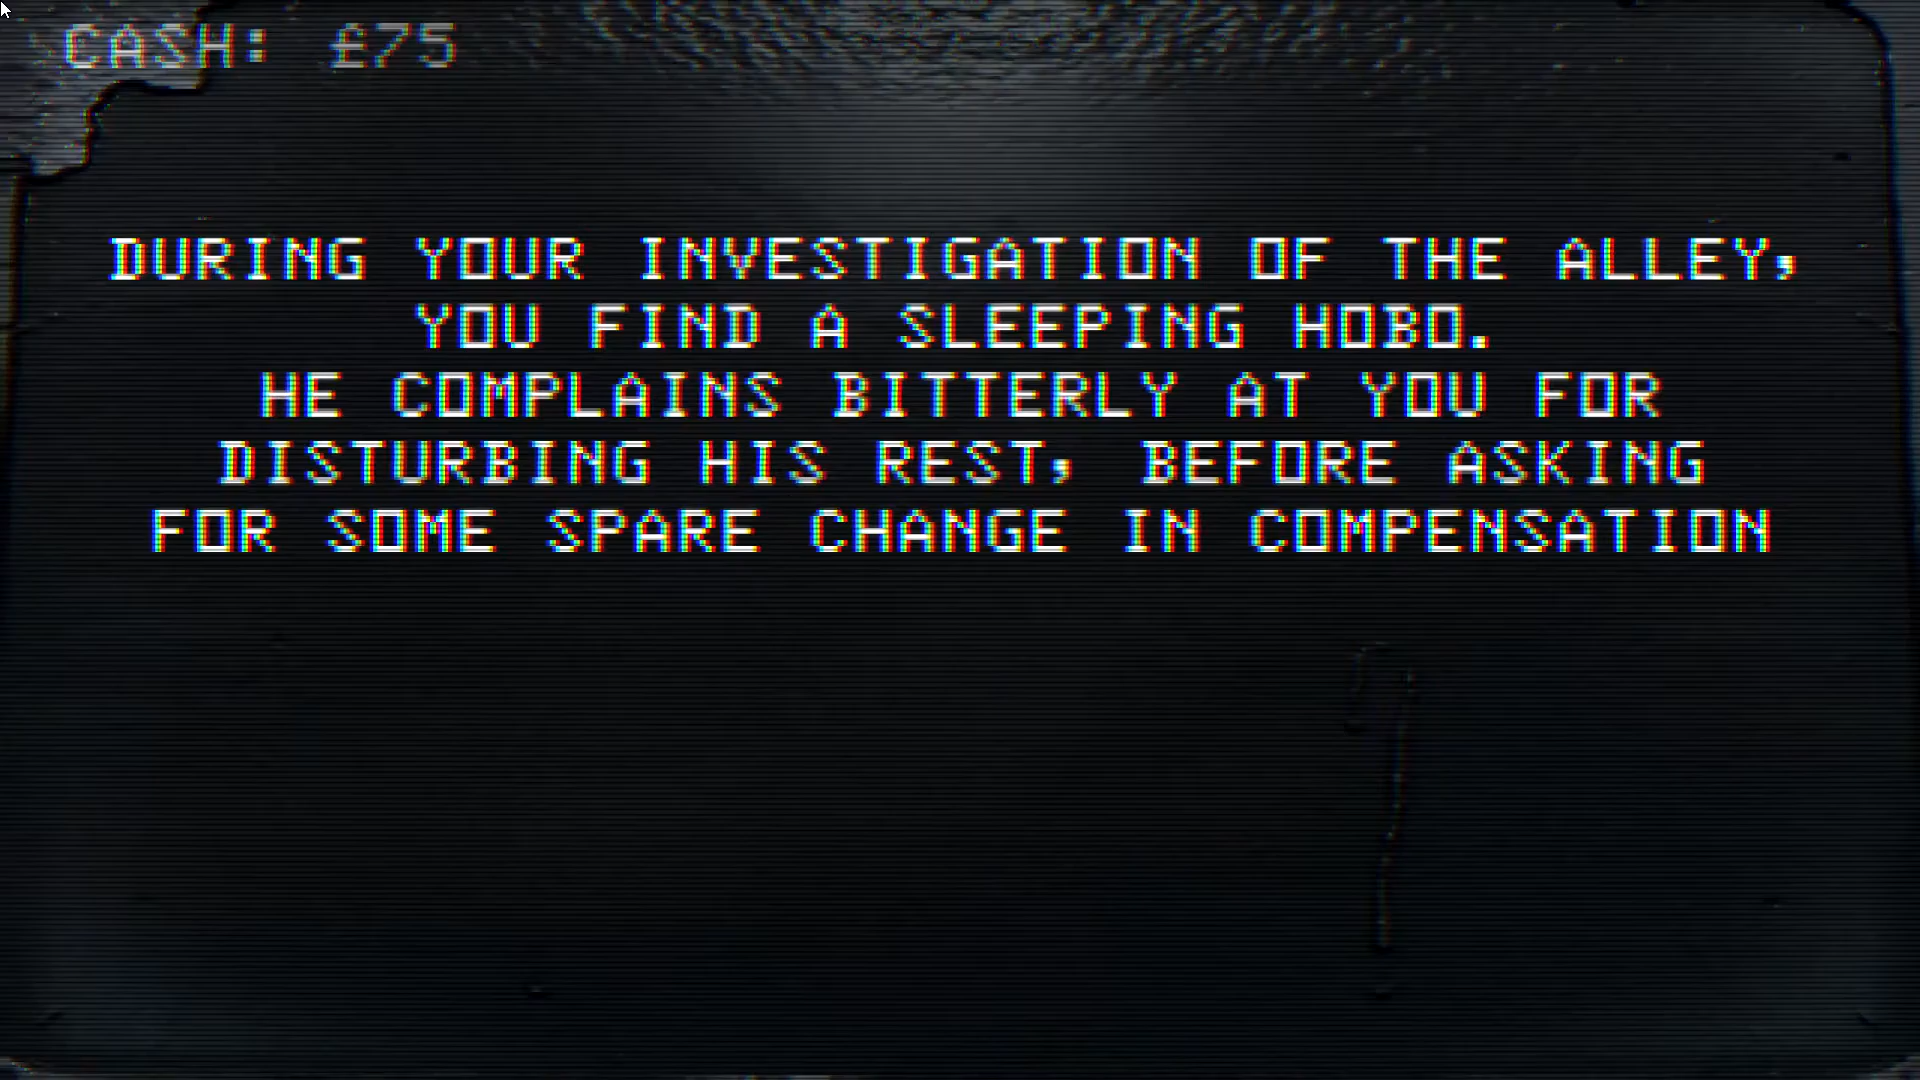 CASH: £75
DURING YOUR INVESTIGATION OF THE ALLEY,
YOU FIND A SLEEPING HOBO.
HE COMPLAINS BITTERLY AT YOU FOR
DISTURBING HIS REST, BEFORE ASKING
FOR SOME SPARE CHANGE IN COMPENSATION